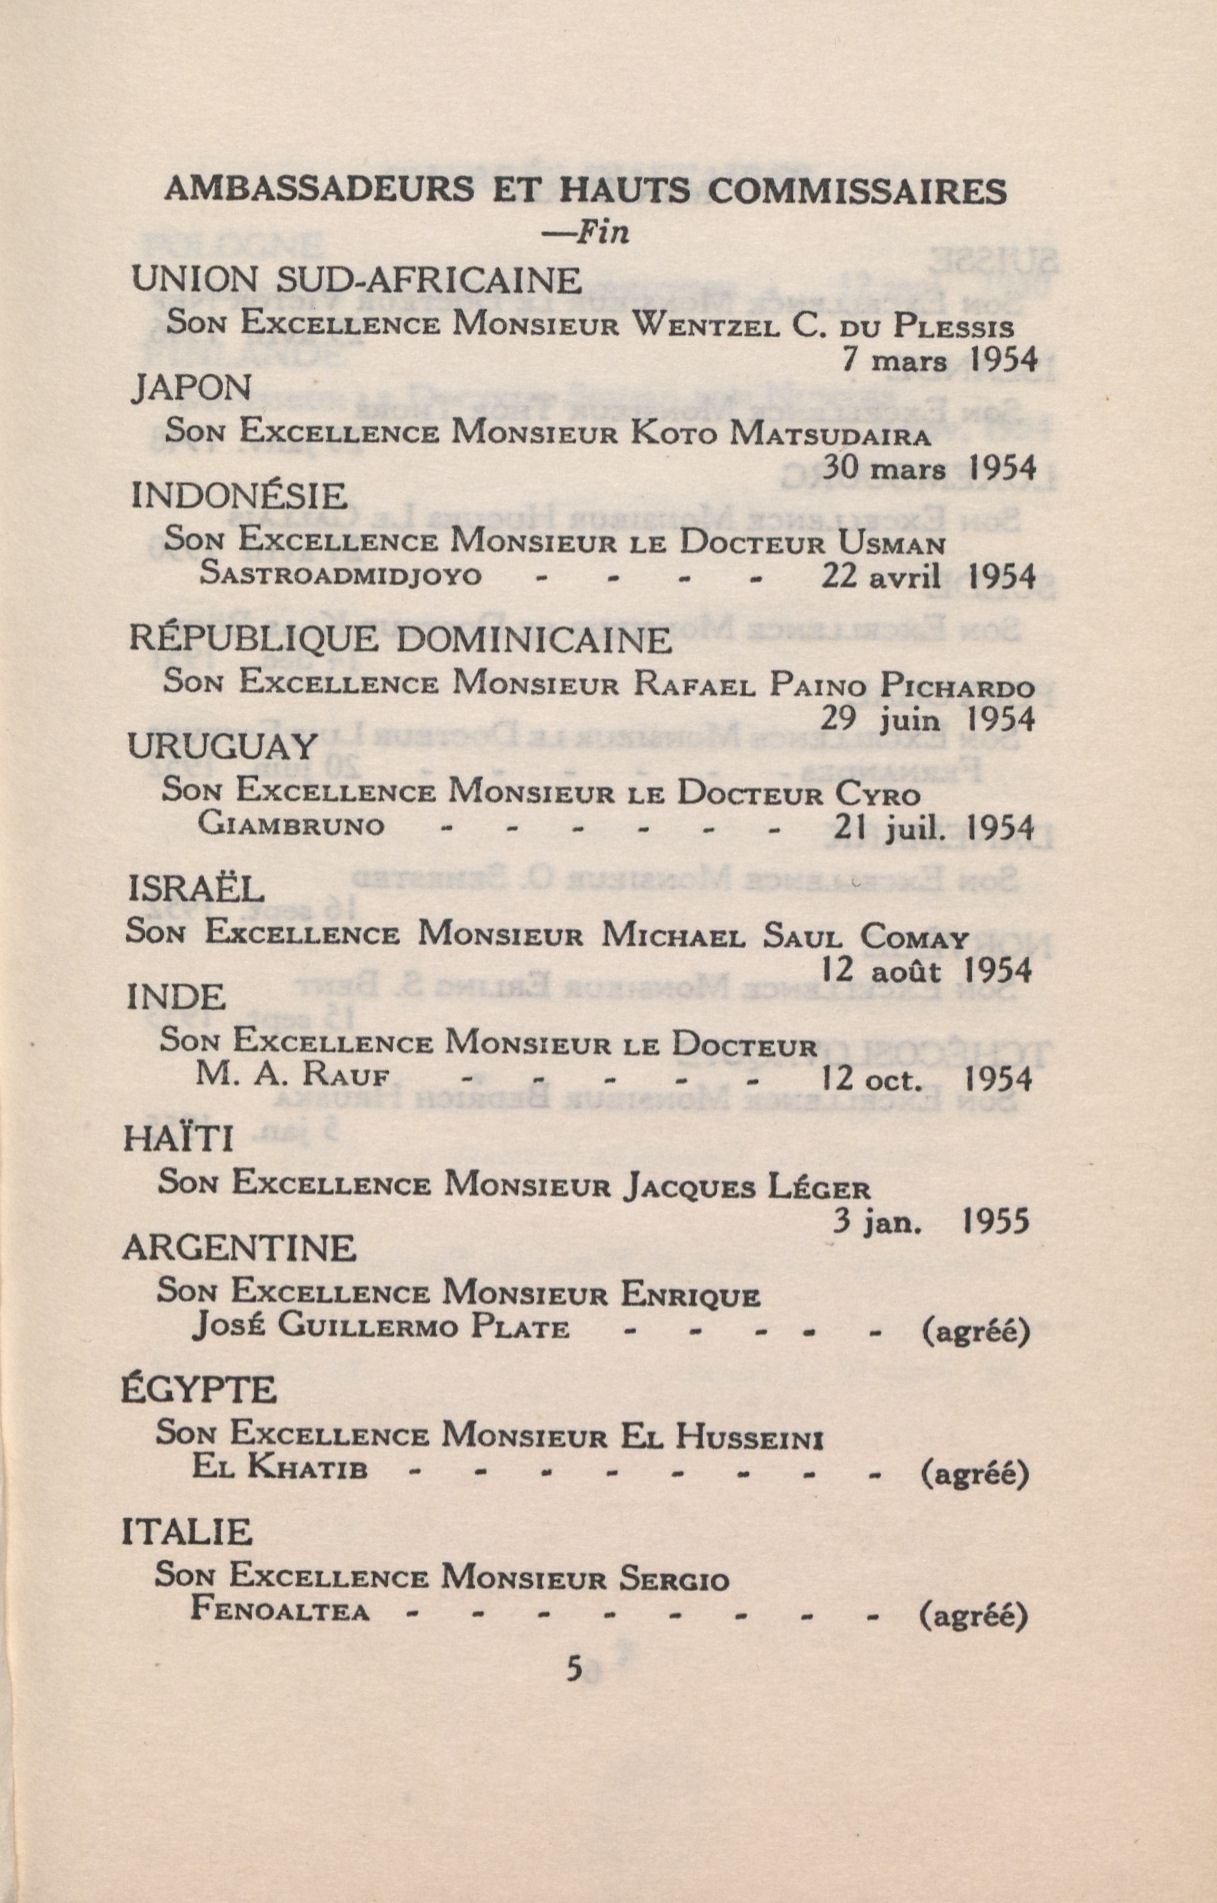 AMBASSADEURS ET HAUTS COMMISSAIRES
—Fin
UNION SUD-AFRICAINE
Son Excellence Monsieur Wentzel C. du Plessis
7 mars 1954
JAPON
Son Excellence Monsieur Koto Matsudaira
30 mars 1954
INDONÉSIE
Son Excellence Monsieur le Docteur Usman
Sastroadmidjoyo - - - - 22 avril 1954
RÉPUBLIQUE DOMINICAINE
Son Excellence Monsieur Rafael Paino Pichardo
29 juin 1954
URUGUAY
Son Excellence Monsieur le Docteur Cyro
Giambruno - - - - - - 21 juil. 1954
ISRAËL
Son Excellence Monsieur Michael Saul Comay
12 août 1954
INDE
Son Excellence Monsieur le Docteur
M. A. Rauf - - - - - 12 oct. 1954
HAÏTI
Son Excellence Monsieur Jacques Léger
3 jan. 1955
ARGENTINE
Son Excellence Monsieur Enrique
José Guillermo Plate - - - - - (agréé)
ÉGYPTE
Son Excellence Monsieur El Husseini
El Khatib - - - - - - - - (agréé)
ITALIE
Son Excellence Monsieur Sergio
Fenoaltea - - - - - - - - (agréé)
5